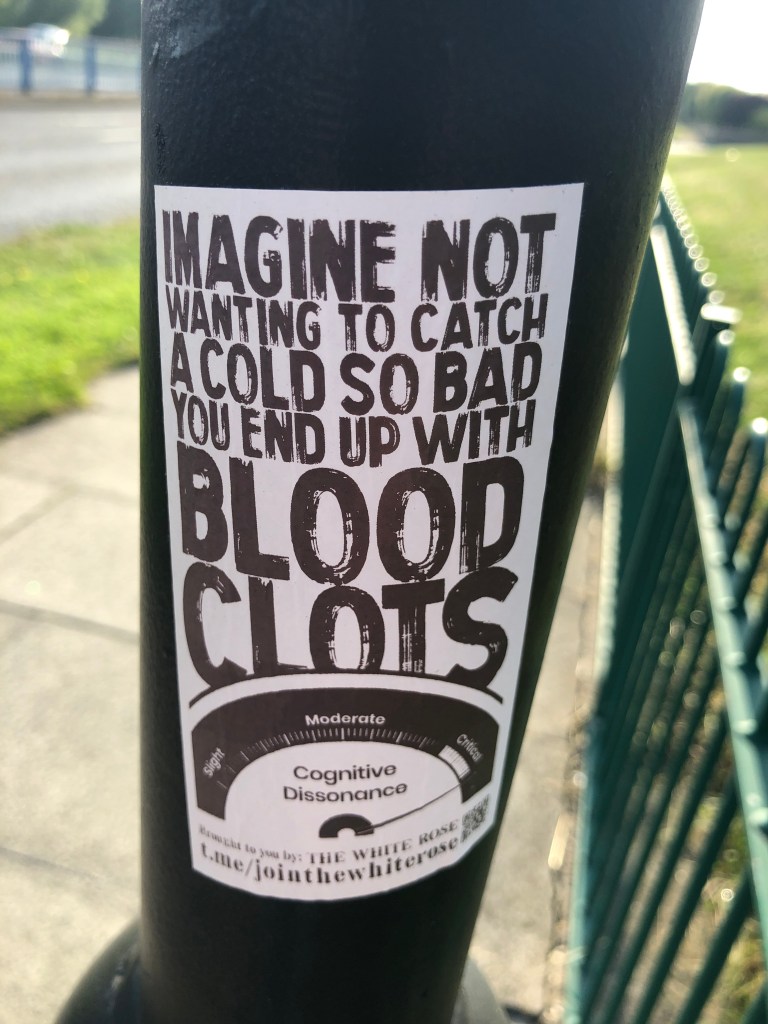 IMAGINE NOT
WANTING TO CATCH
A COLD SO BAD
YOU END UP WITH
BLOOD
CLOTS
Slight
Moderate
Critical
Cognitive
Dissonance
Brought to you by: THE WHITE ROSE
t.me/jointhewhiterose